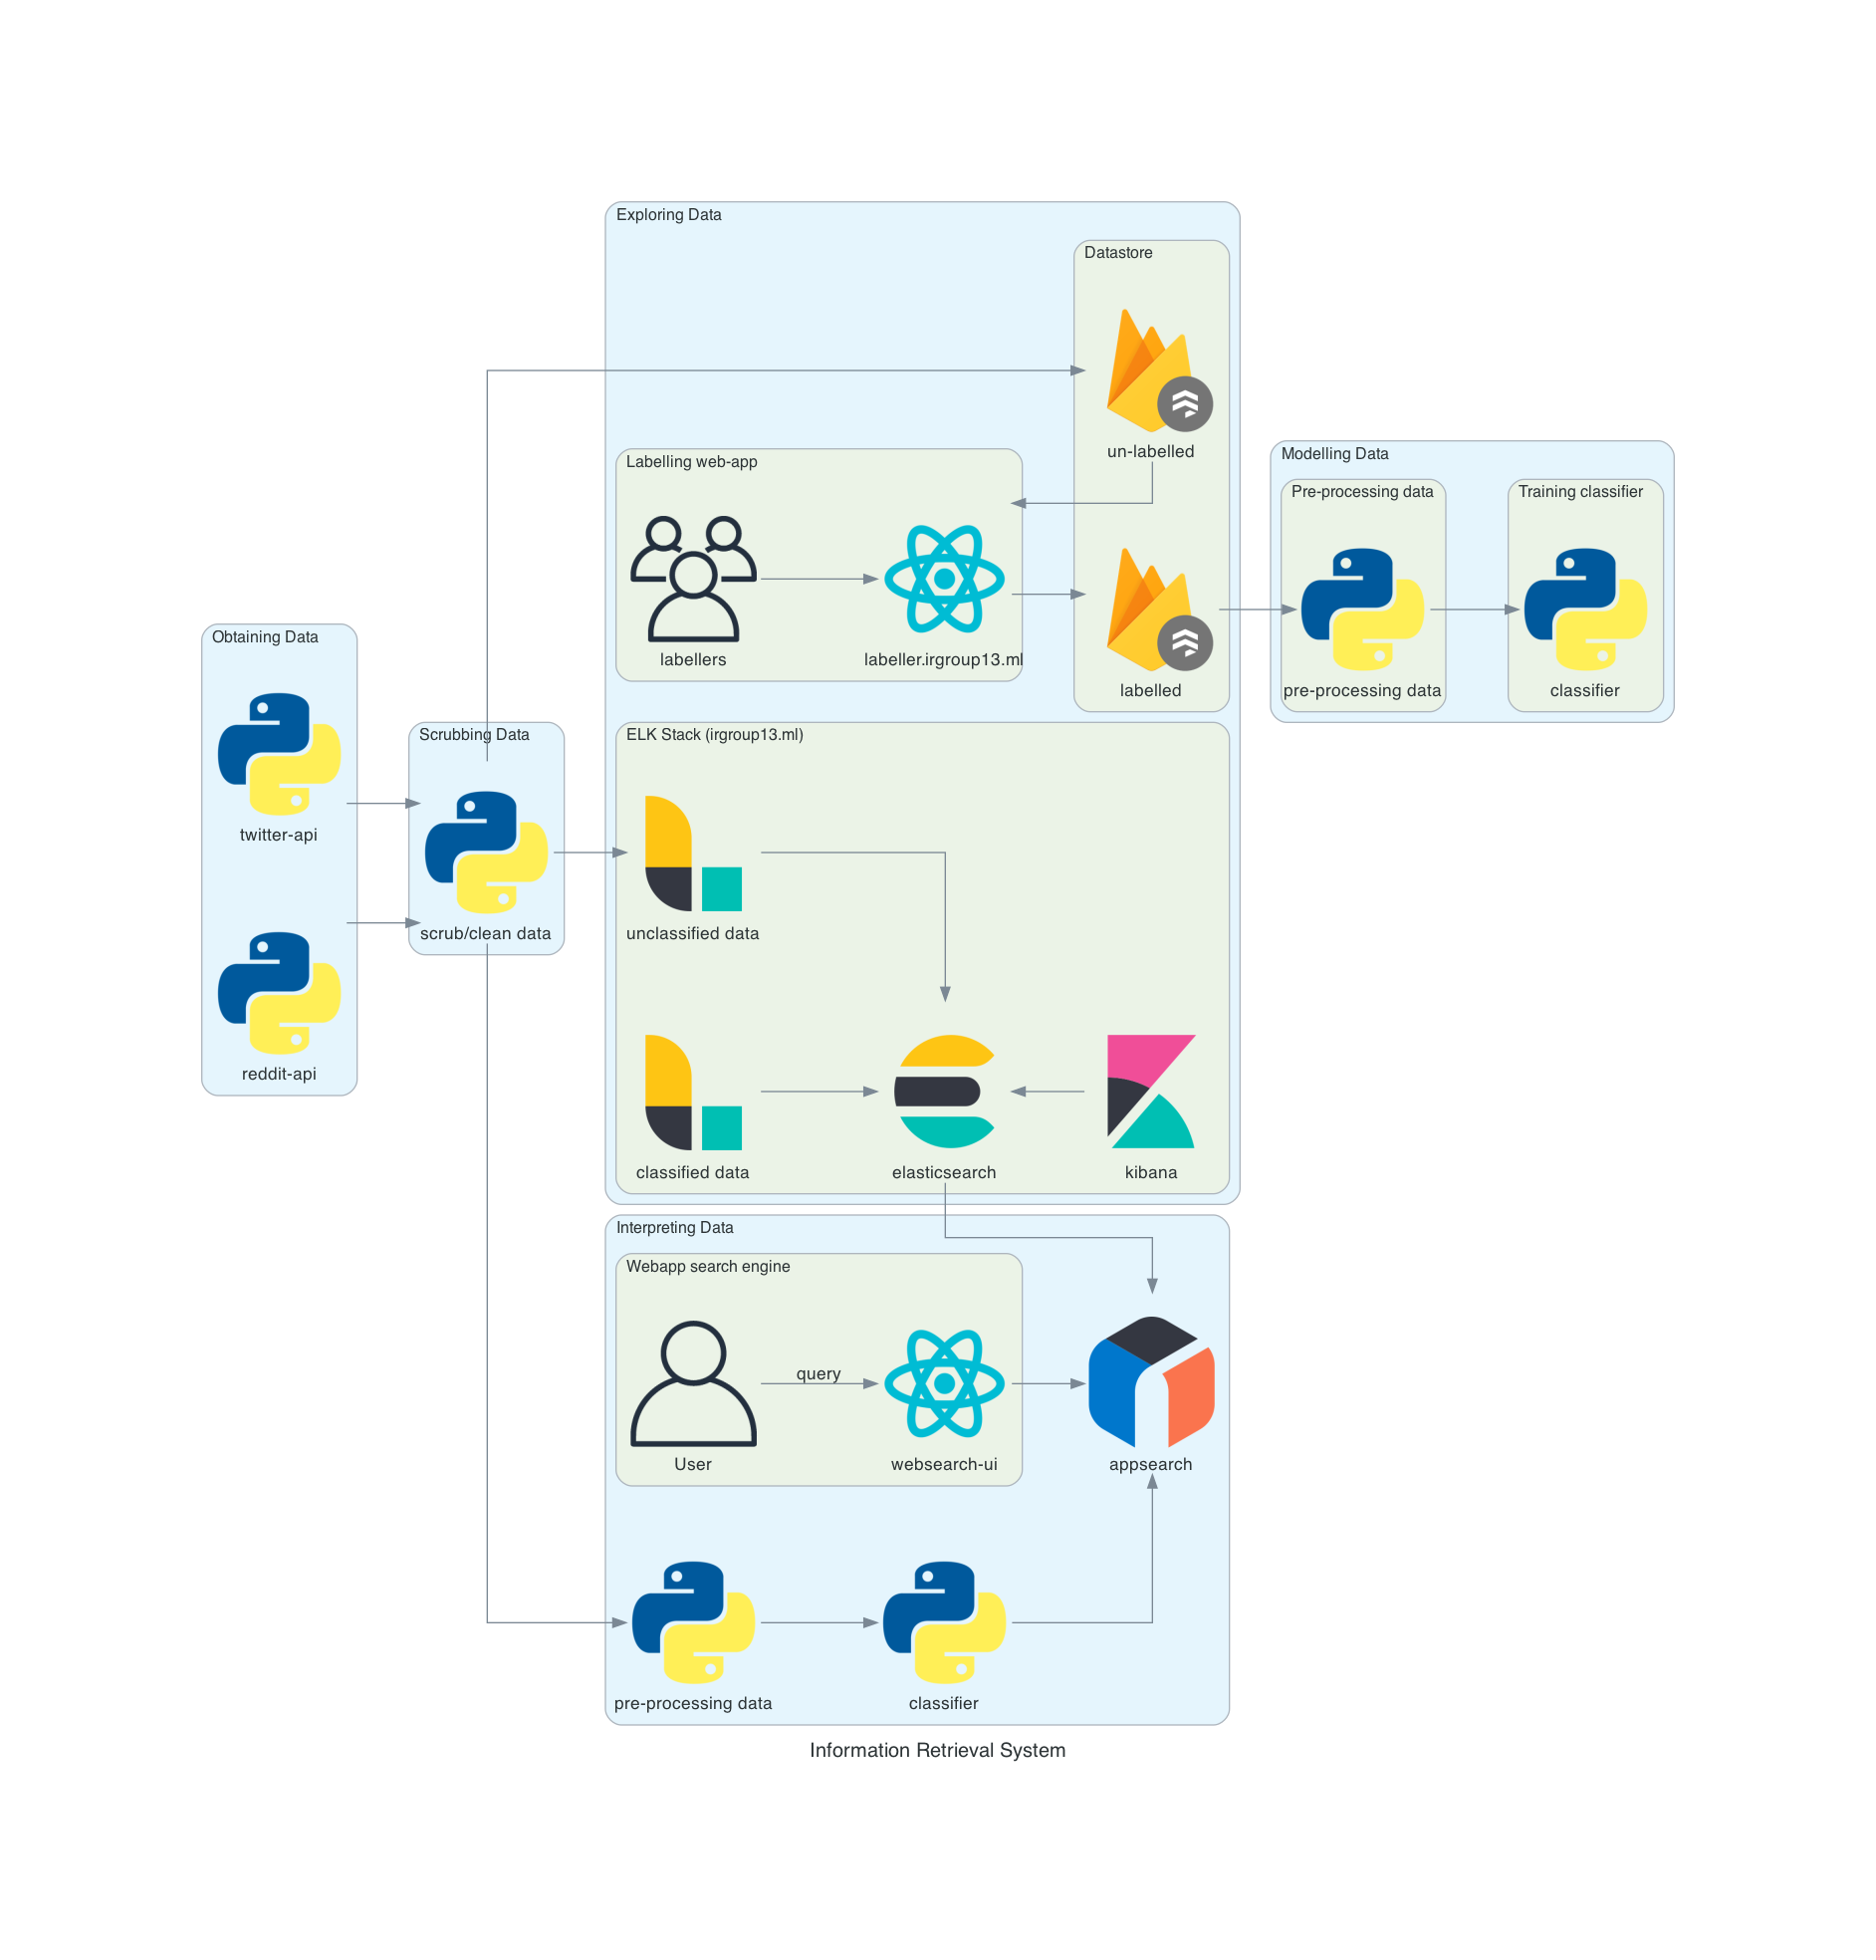 Exploring Data
Datastore
un-labelled
Labelling web-app
labellers
labeller.irgroup13.ml
labelled
Modelling Data
Pre-processing data
pre-processing data
Training classifier
classifier
Obtaining Data
twitter-api
reddit-api
Scrubbing Data
scrub/clean data
ELK Stack (irgroup13.ml)
unclassified data
classified data
elasticsearch
kibana
Interpreting Data
Webapp search engine
query
User
websearch-ui
appsearch
pre-processing data
classifier
Information Retrieval System